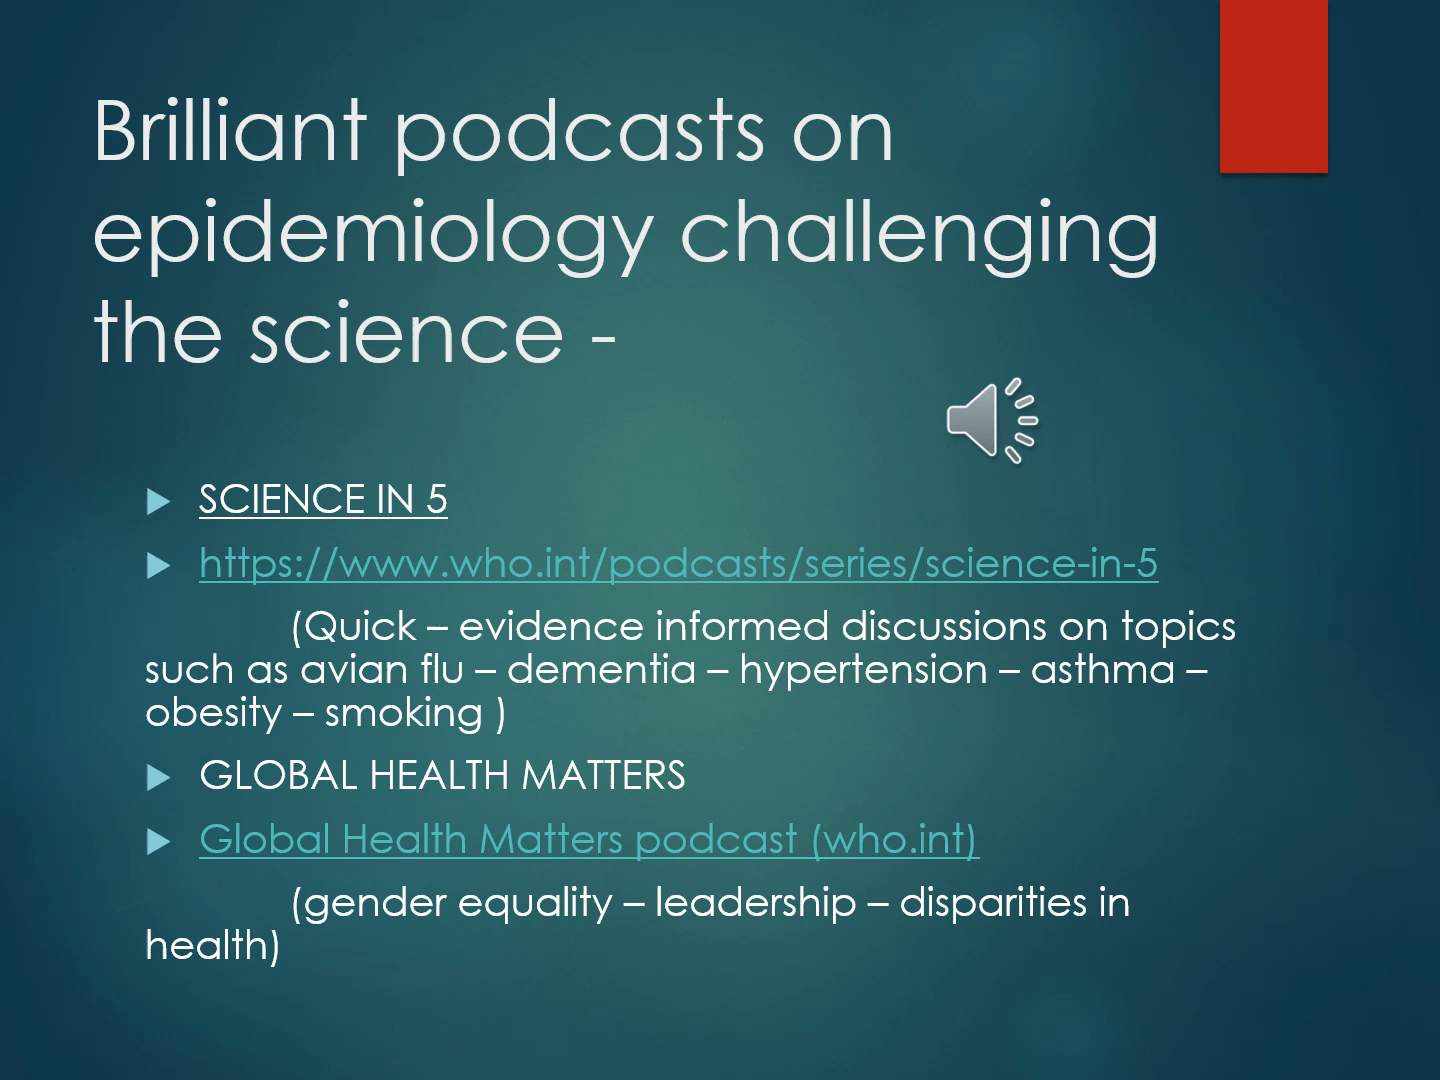 Brilliant podcasts on
epidemiology challenging
the science -
SCIENCE IN 5
https://www.who.int/podcasts/series/science-in-5
(Quick – evidence informed discussions on topics
such as avian flu – dementia – hypertension – asthma –
obesity – smoking )
GLOBAL HEALTH MATTERS
Global Health Matters podcast (who.int)
(gender equality – leadership – disparities in
health)